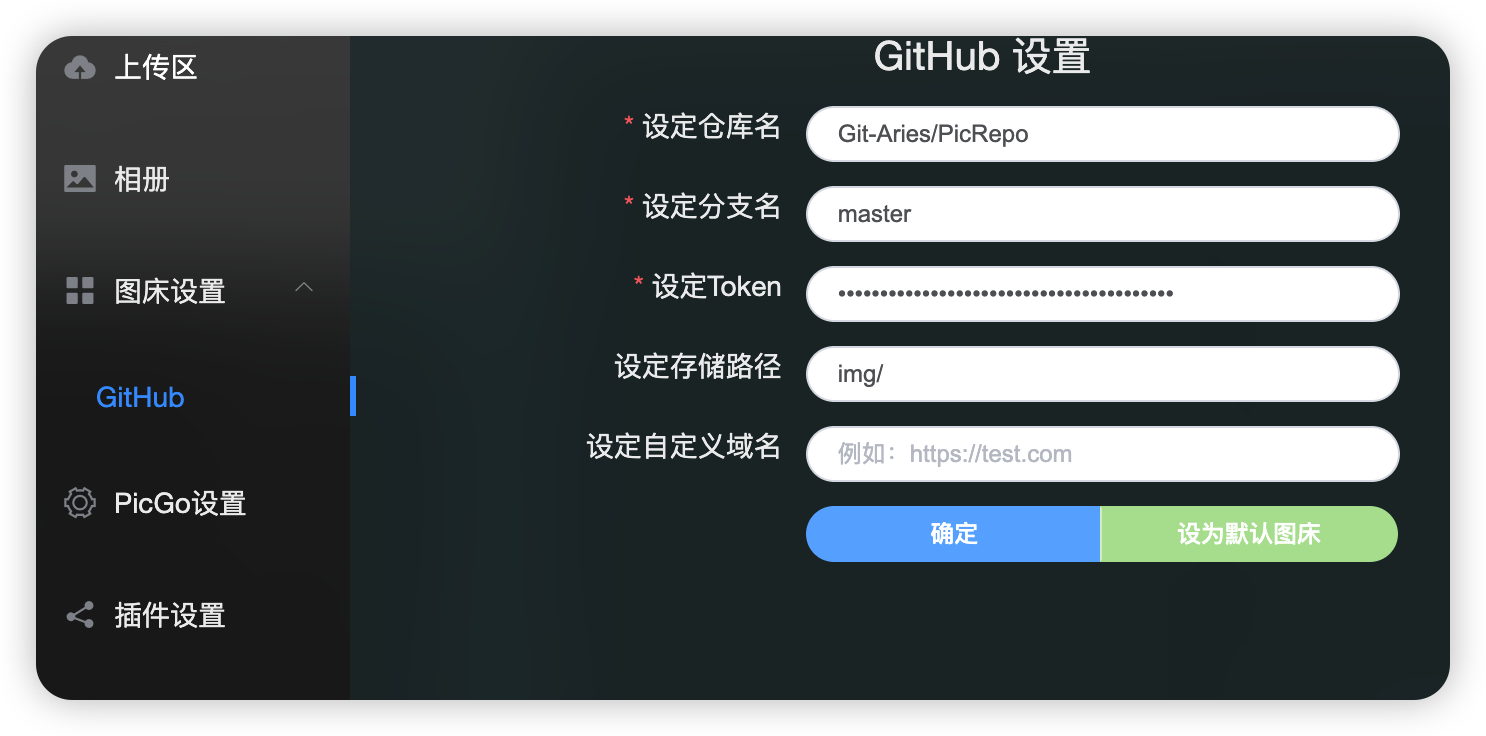 上传区
相册
图床设置
GitHub
PicGo设置
插件设置
GitHub 设置
* 设定仓库名 Git-Aries/PicRepo
* 设定分支名 master
* 设定Token ••••••••••••••••••••••••••••••••••••••••
设定存储路径 img/
设定自定义域名 例如：https://test.com
确定 设为默认图床